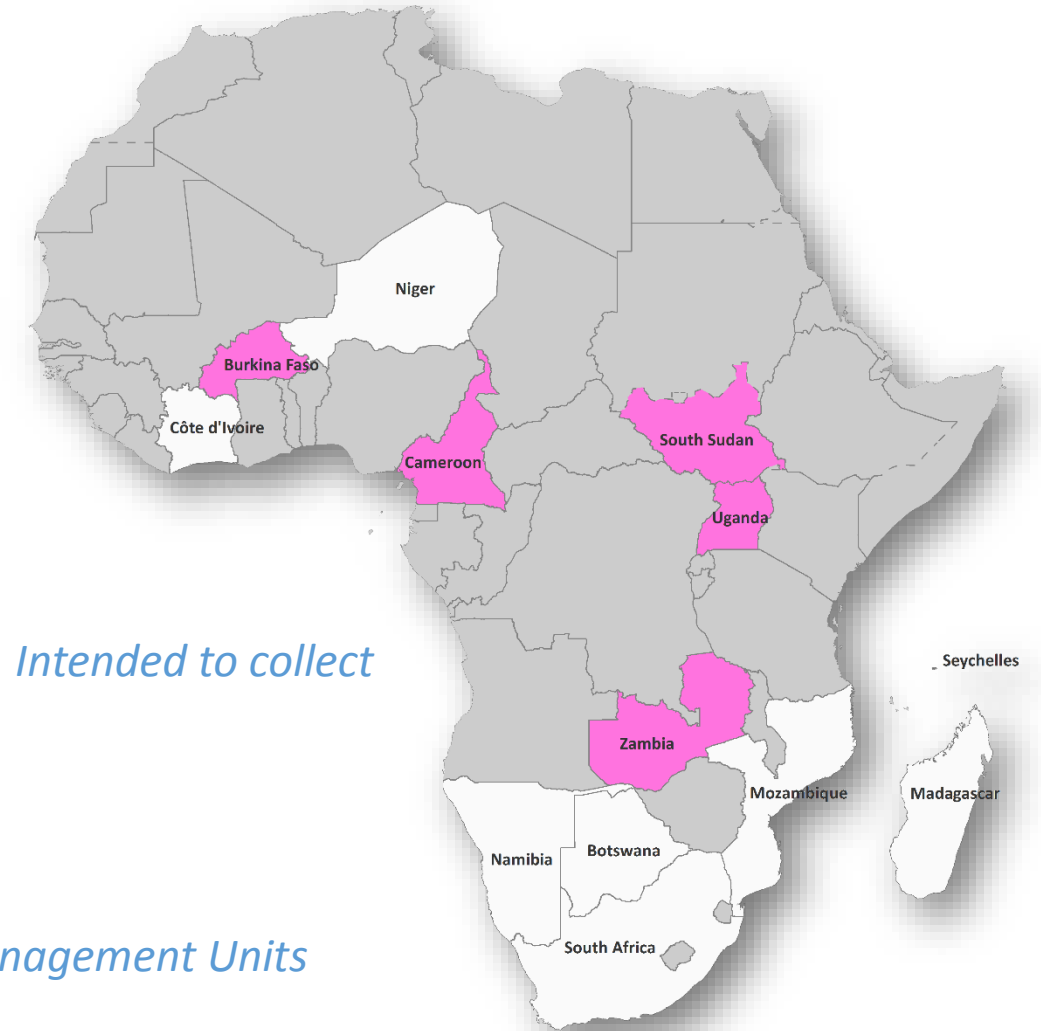 Niger
Burkina Faso
Côte d'Ivoire
Cameroon
South Sudan
Uganda
Intended to collect
Seychelles
Zambia
Mozambique
Madagascar
Namibia
Botswana
South Africa
nagement Units